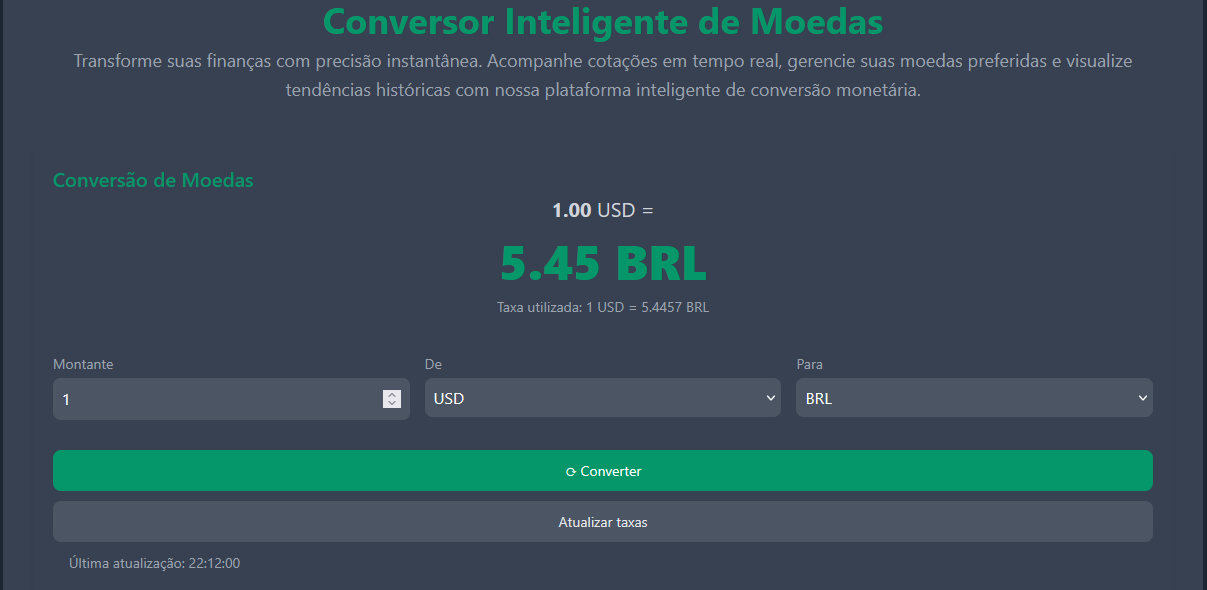 Conversor Inteligente de Moedas
Transforme suas finanças com precisão instantânea. Acompanhe cotações em tempo real, gerencie suas moedas preferidas e visualize
tendências históricas com nossa plataforma inteligente de conversão monetária.
Conversão de Moedas
1.00 USD =
5.45 BRL
Taxa utilizada: 1 USD = 5.4457 BRL
Montante
De
Para
1
USD
BRL
⟳ Converter
Atualizar taxas
Última atualização: 22:12:00